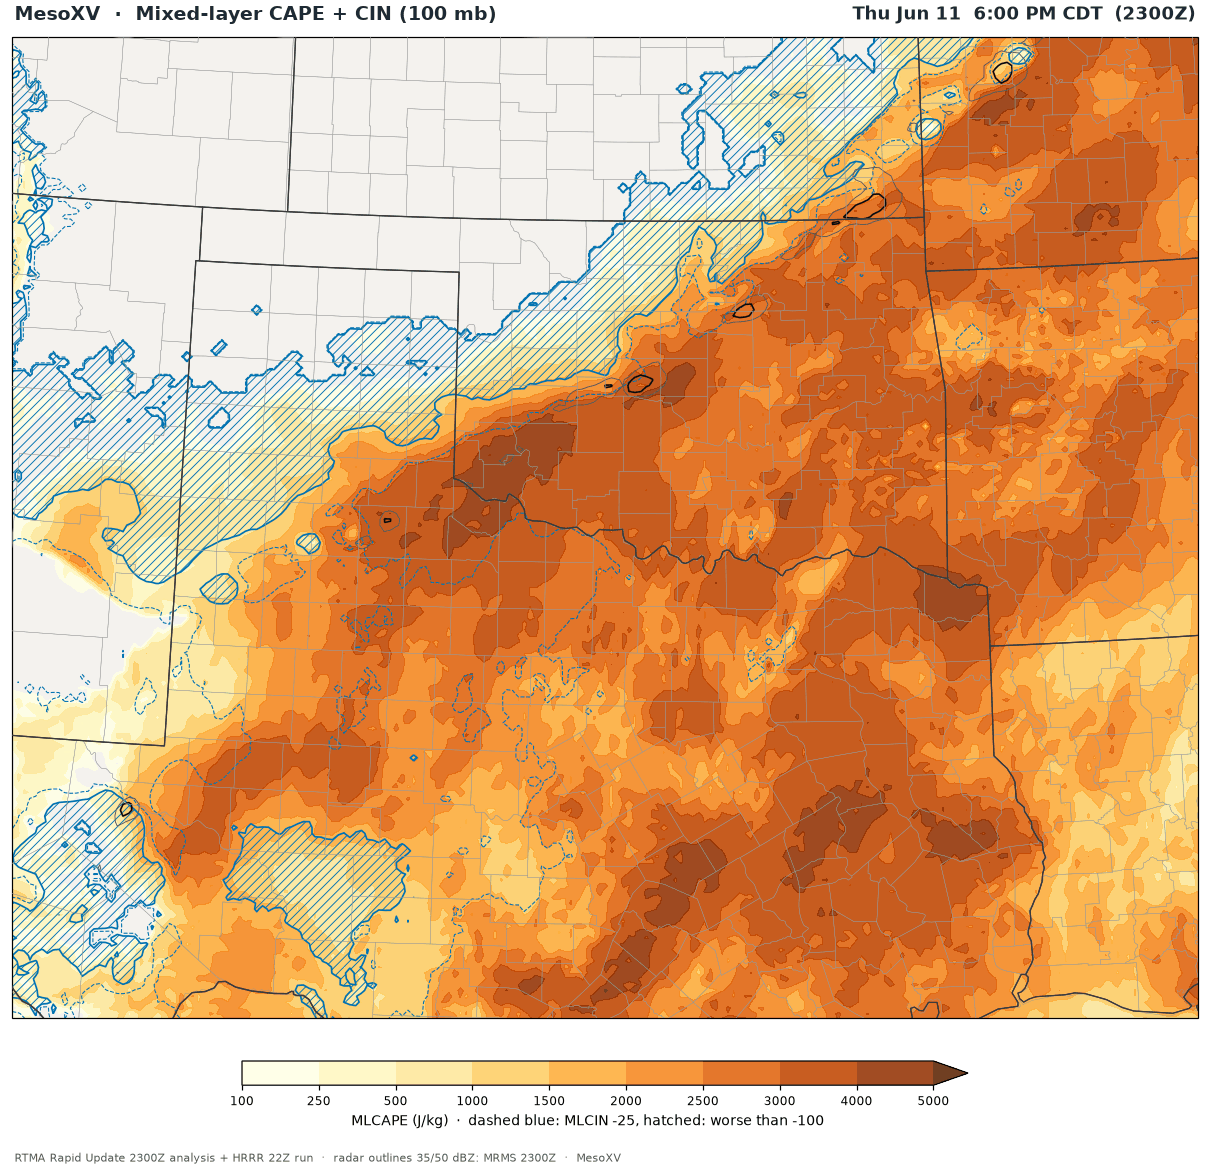 MesoXV · Mixed-layer CAPE + CIN (100 mb)
Thu Jun 11 6:00 PM CDT (2300Z)
100 250 500 1000 1500 2000 2500 3000 4000 5000
MLCAPE (J/kg) · dashed blue: MLCIN -25, hatched: worse than -100
RTMA Rapid Update 2300Z analysis + HRRR 22Z run · radar outlines 35/50 dBZ: MRMS 2300Z · MesoXV